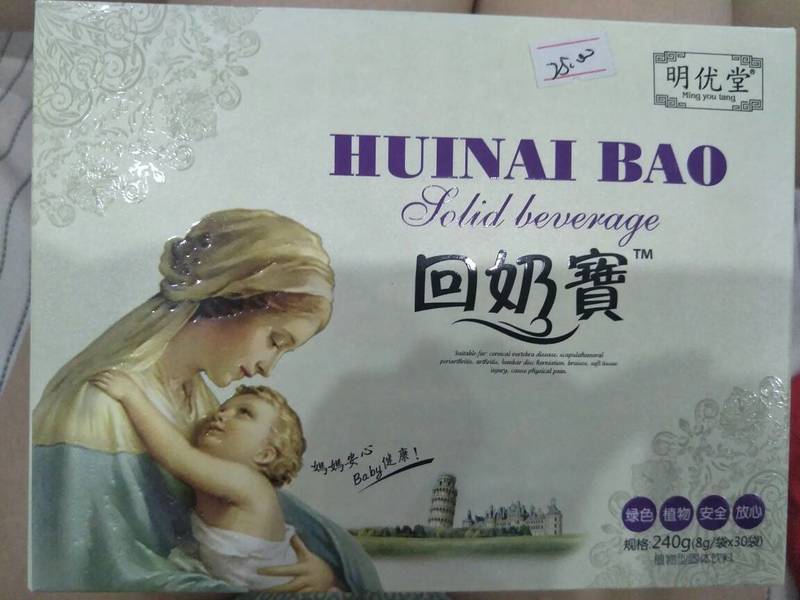 25.00
明优堂®
Ming you tang
HUINAI BAO
Solid beverage
回奶寶™
Suitable for: cervical vertebra disease, scapulohumeral
periarthritis, arthritis, lumbar disc herniation, bruises, soft tissue
injury, cause physical pain.
媽媽安心
Baby健康!
绿色 植物 安全 放心
规格:240g(8g/袋x30袋)
植物型固体饮料